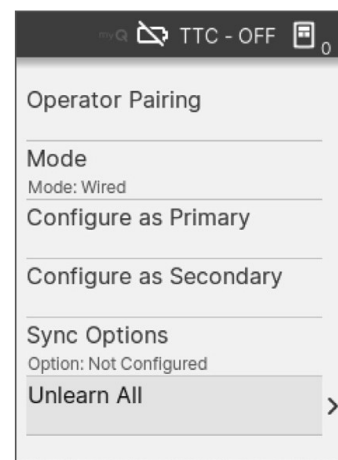 myQ TTC - OFF 0
Operator Pairing
Mode
Mode: Wired
Configure as Primary
Configure as Secondary
Sync Options
Option: Not Configured
Unlearn All